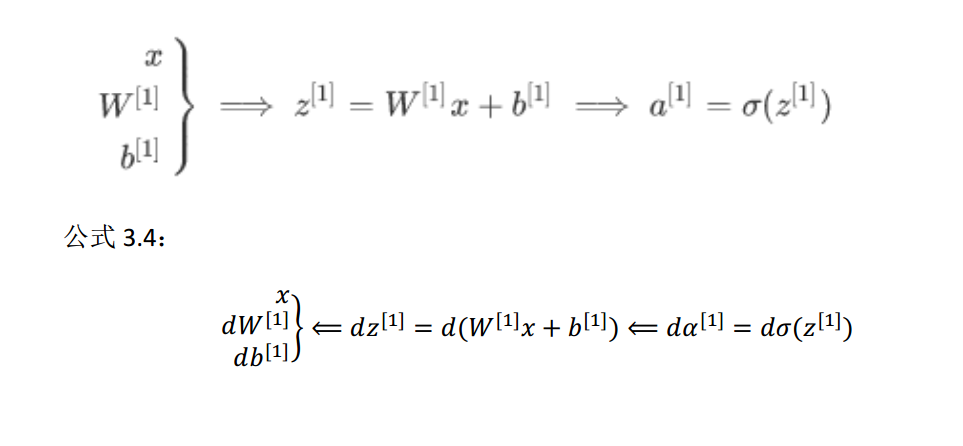 x
W^[1]
b^[1]
} ⟹ z^[1] = W^[1]x + b^[1] ⟹ a^[1] = σ(z^[1])
公式 3.4：
x
dW^[1]
db^[1]
} ⟸ dz^[1] = d(W^[1]x + b^[1]) ⟸ dα^[1] = dσ(z^[1])